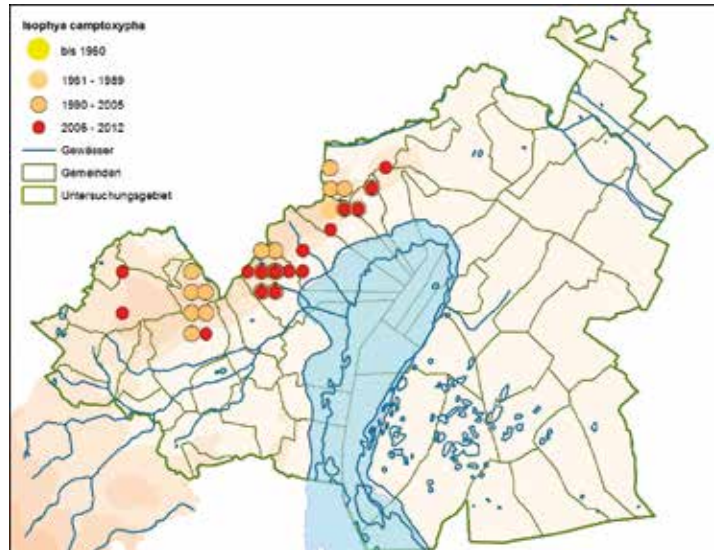 Isophya camptoxypha
bis 1960
1961 - 1989
1990 - 2005
2006 - 2012
Gewässer
Gemeinden
Untersuchungsgebiet